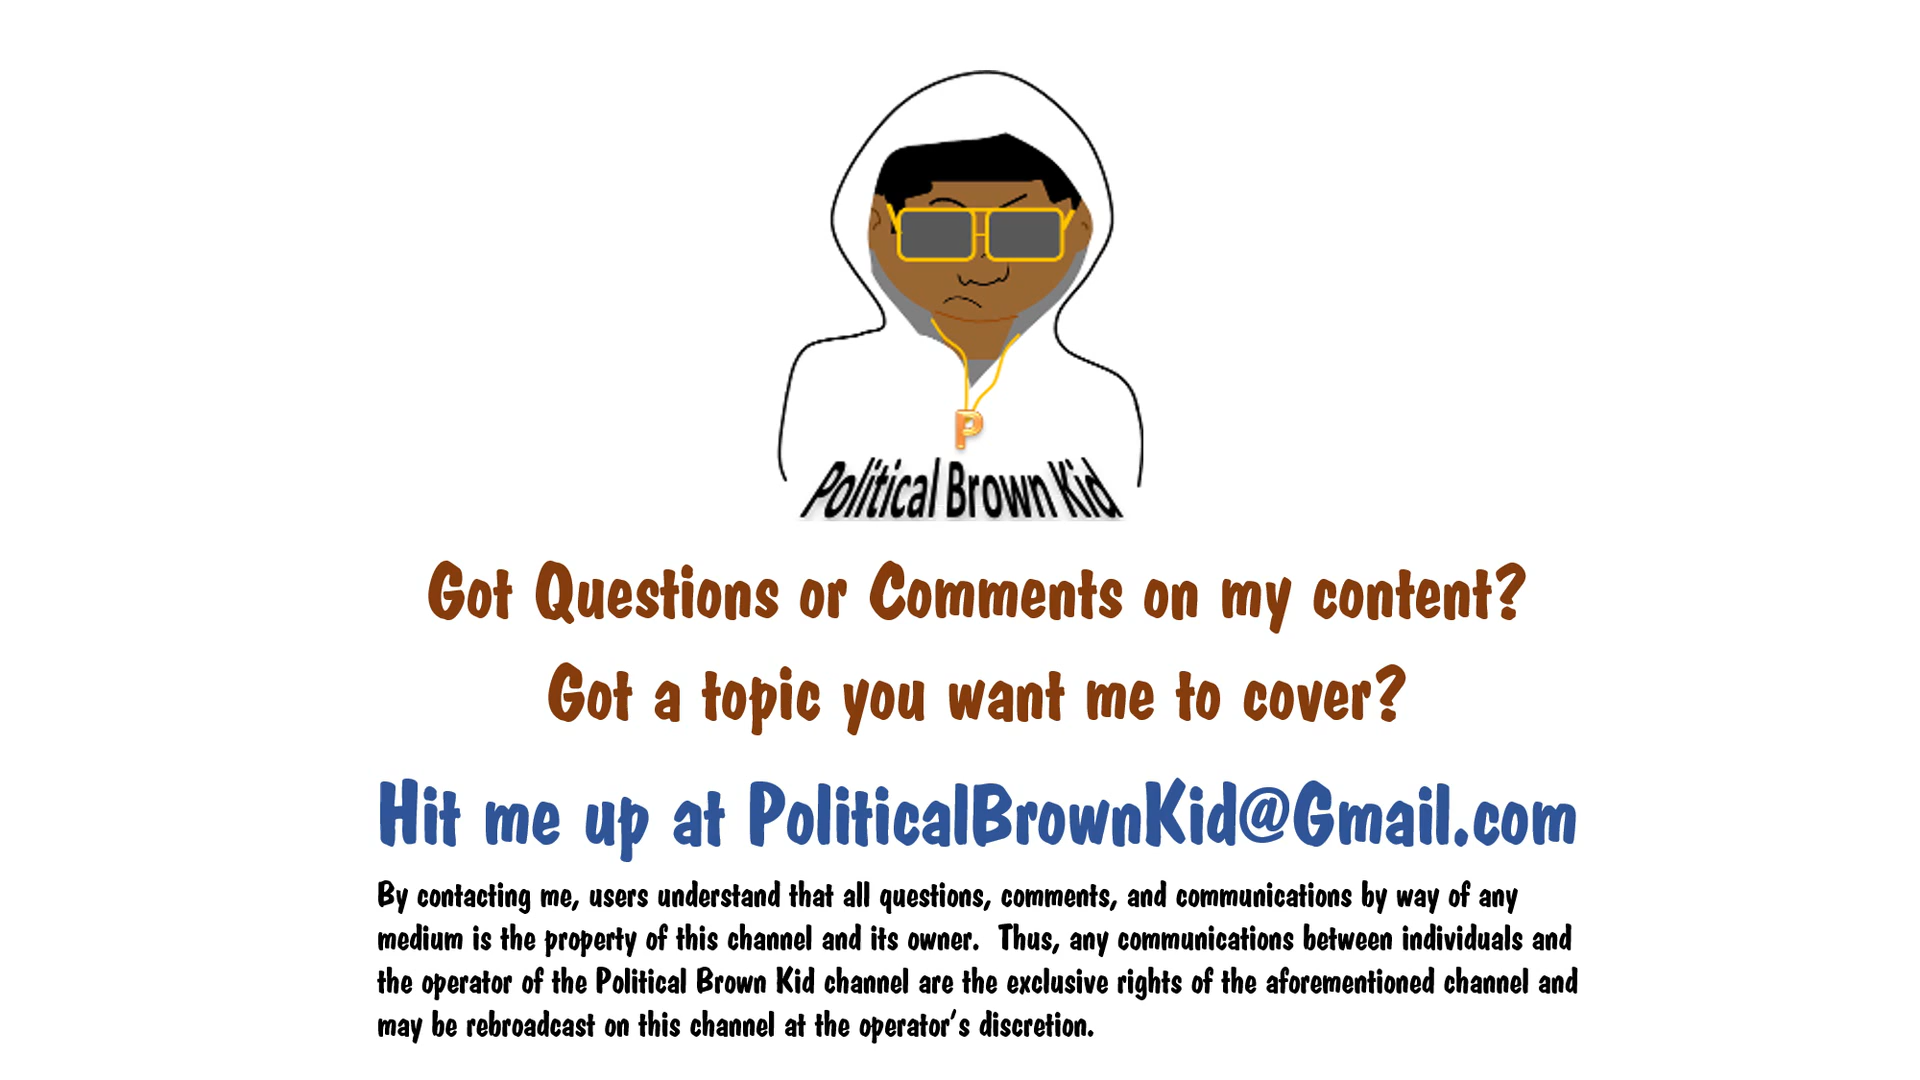 P
Political Brown Kid
Got Questions or Comments on my content?
Got a topic you want me to cover?
Hit me up at PoliticalBrownKid@Gmail.com
By contacting me, users understand that all questions, comments, and communications by way of any
medium is the property of this channel and its owner.  Thus, any communications between individuals and
the operator of the Political Brown Kid channel are the exclusive rights of the aforementioned channel and
may be rebroadcast on this channel at the operator’s discretion.